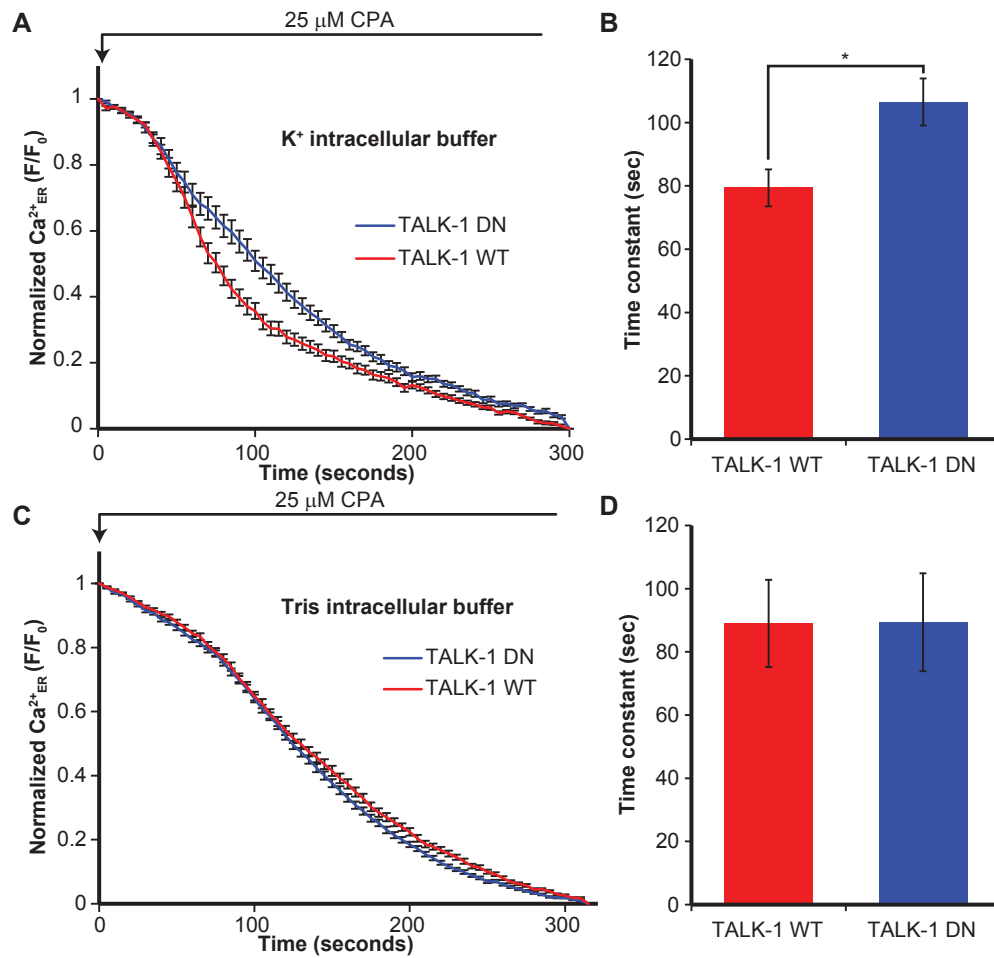 A
25 μM CPA
Normalized Ca²⁺ER (F/F₀)
1
0.8
0.6
0.4
0.2
0
K⁺ intracellular buffer
TALK-1 DN
TALK-1 WT
0
100
200
300
Time (seconds)
B
Time constant (sec)
120
100
80
60
40
20
0
*
TALK-1 WT
TALK-1 DN
C
25 μM CPA
Normalized Ca²⁺ER (F/F₀)
1
0.8
0.6
0.4
0.2
0
Tris intracellular buffer
TALK-1 DN
TALK-1 WT
0
100
200
300
Time (seconds)
D
Time constant (sec)
120
100
80
60
40
20
0
TALK-1 WT
TALK-1 DN